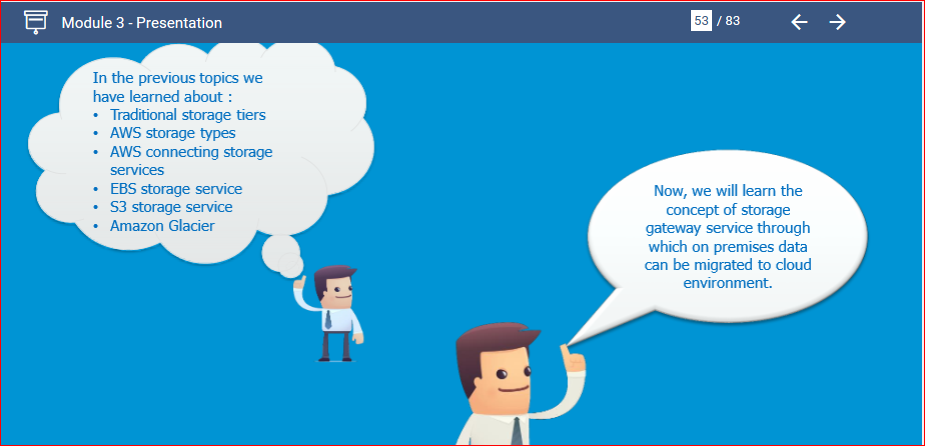 Module 3 - Presentation
53 / 83
In the previous topics we
have learned about :
• Traditional storage tiers
• AWS storage types
• AWS connecting storage
services
• EBS storage service
• S3 storage service
• Amazon Glacier
Now, we will learn the
concept of storage
gateway service through
which on premises data
can be migrated to cloud
environment.